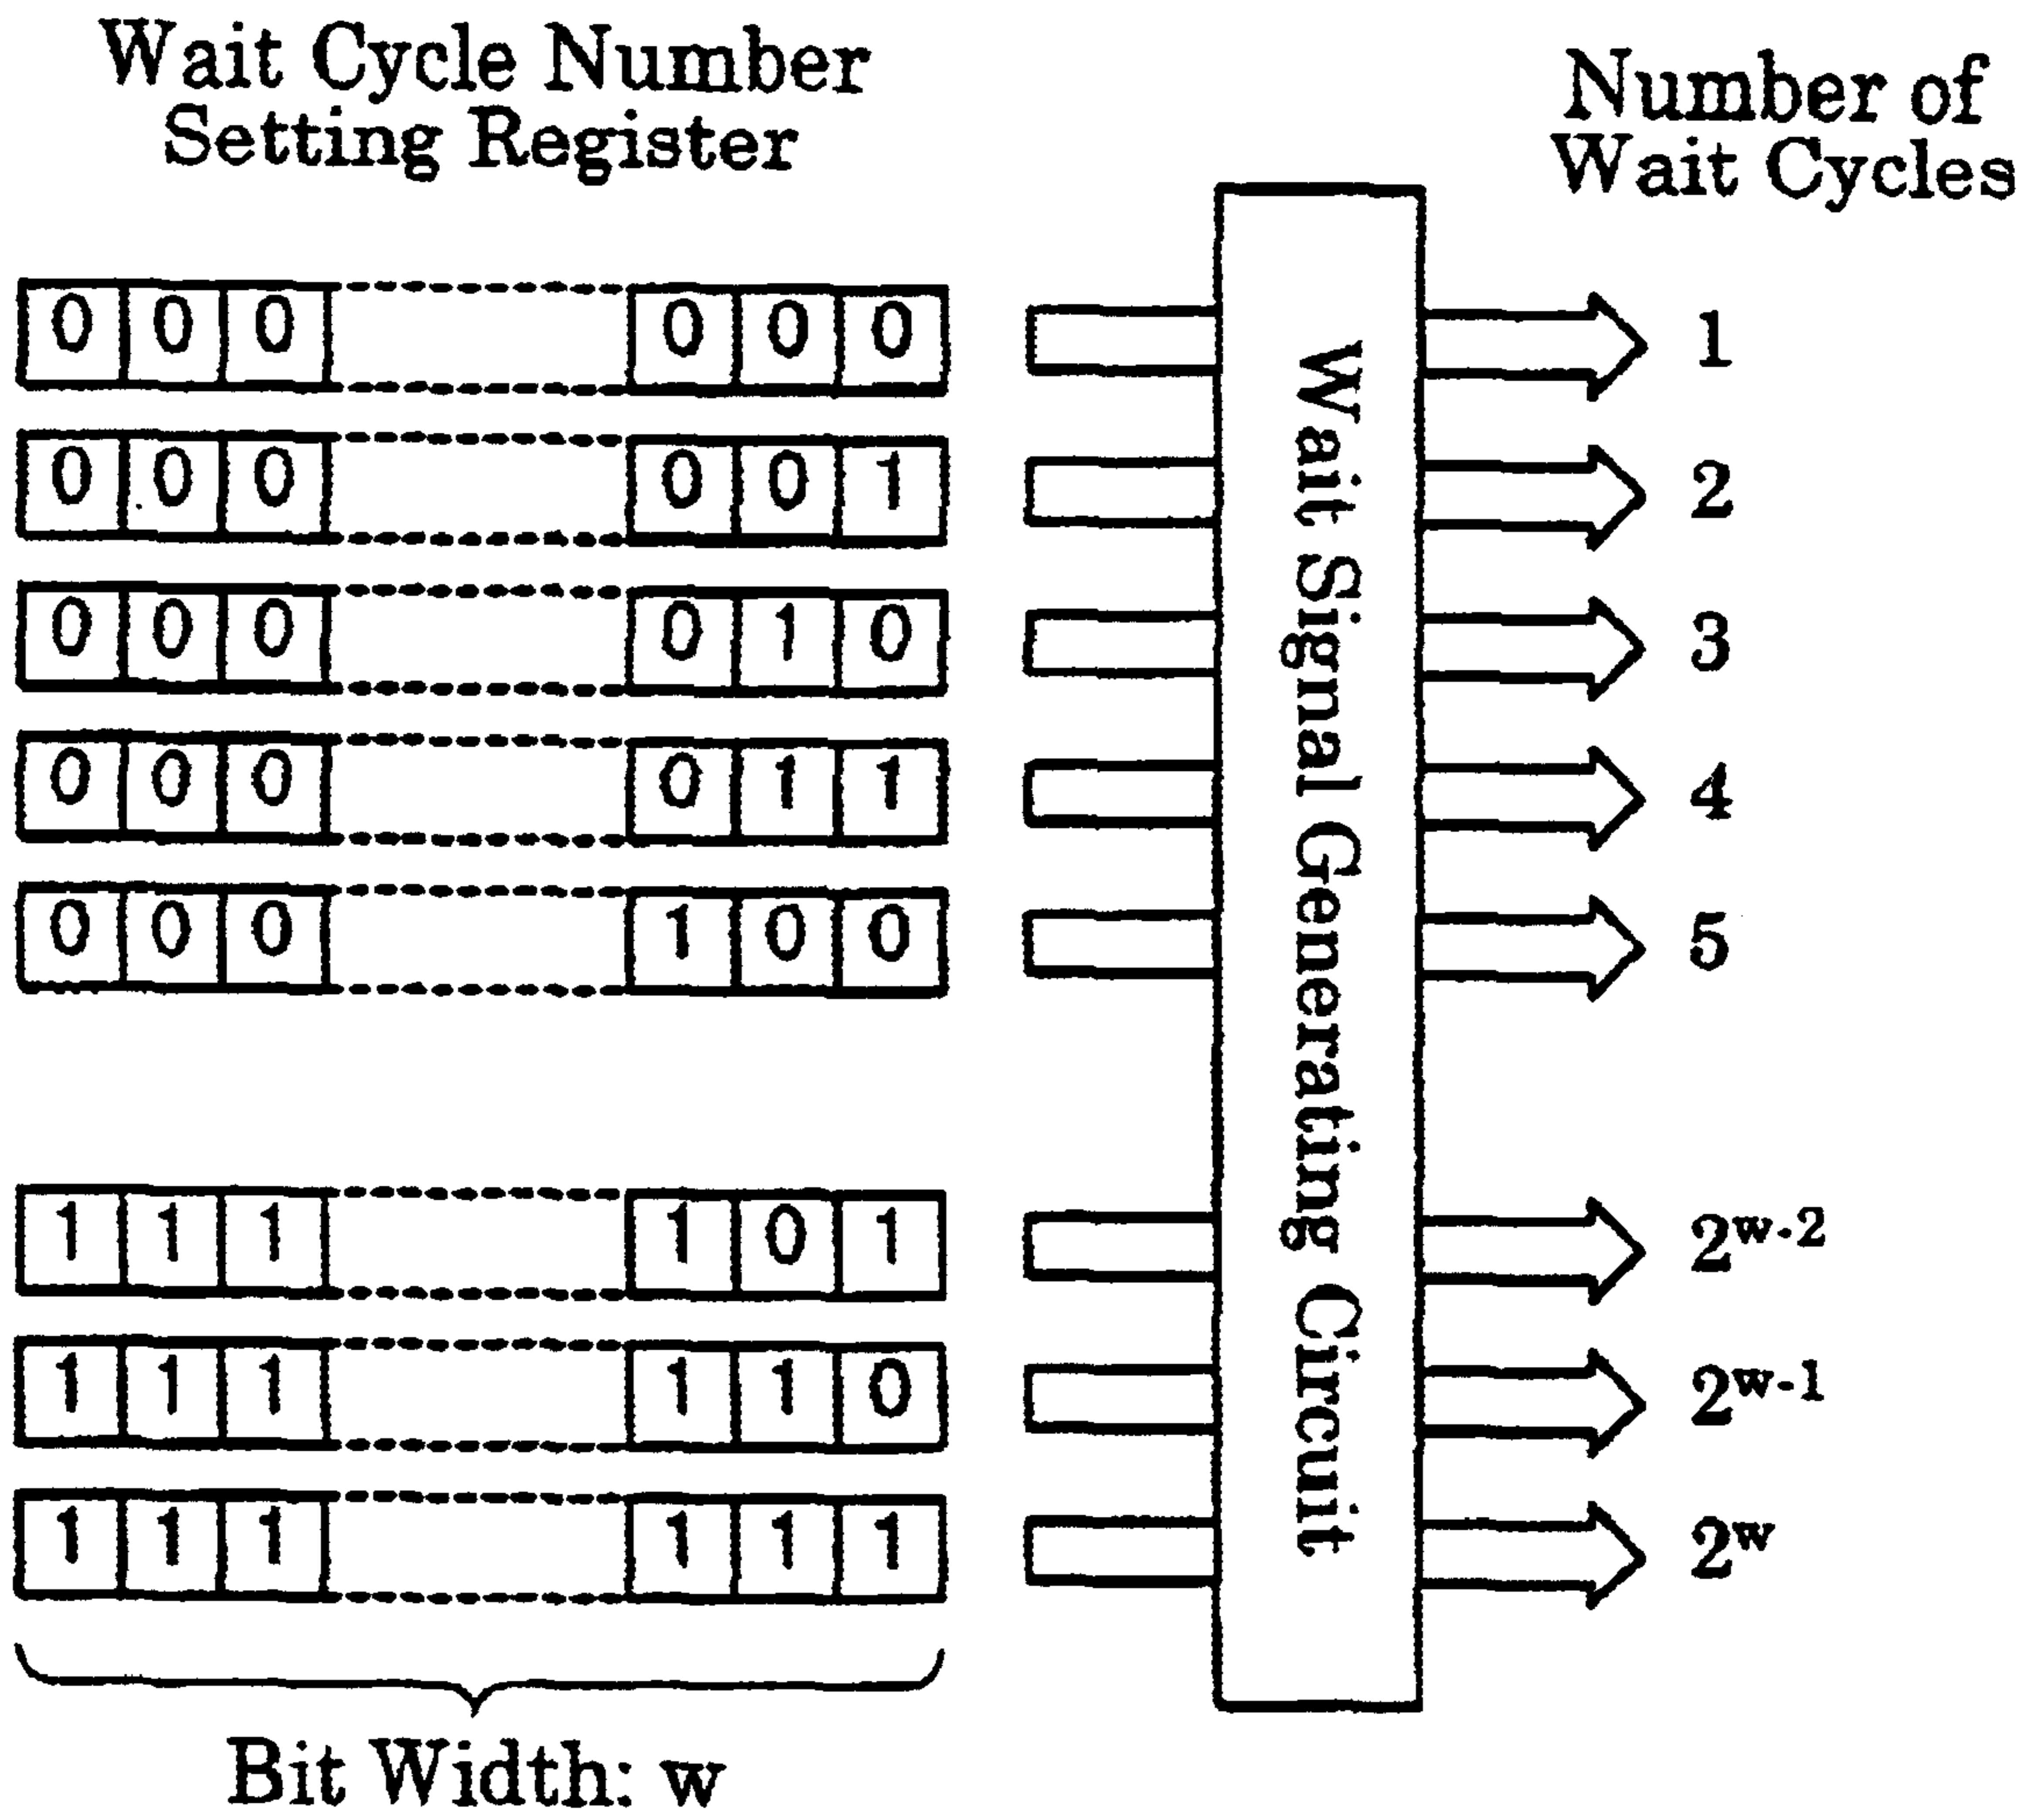 Wait Cycle Number
Setting Register
Number of
Wait Cycles
0 0 0 0 0 0 1
0 0 0 0 0 1 2
0 0 0 0 1 0 3
0 0 0 0 1 1 4
0 0 0 1 0 0 5
1 1 1 1 0 1 2^w-2
1 1 1 1 1 0 2^w-1
1 1 1 1 1 1 2^w
Wait Signal Generating Circuit
Bit Width: w